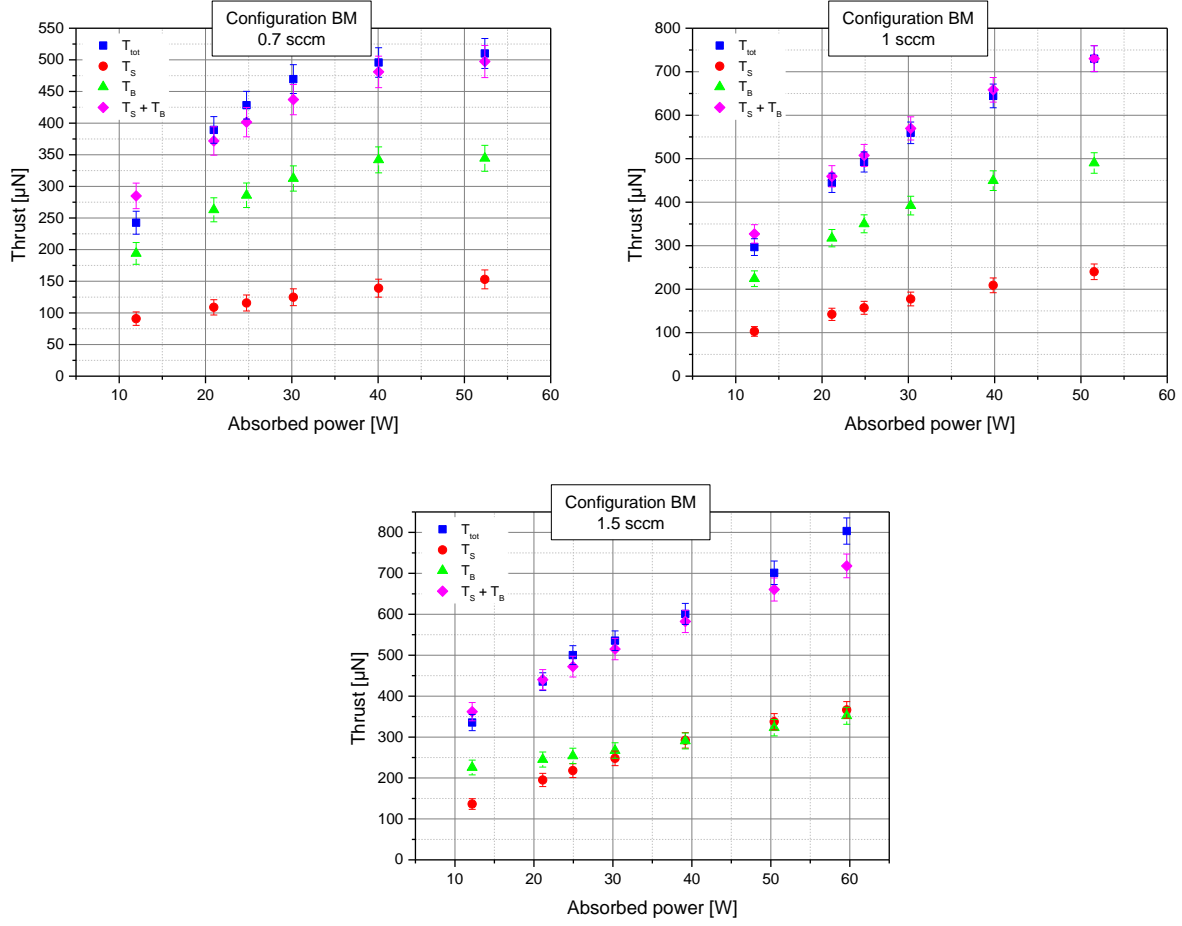 Configuration BM
0.7 sccm
T_tot
T_S
T_B
T_S + T_B
Thrust [µN]
550
500
450
400
350
300
250
200
150
100
50
0
10 20 30 40 50 60
Absorbed power [W]
Configuration BM
1 sccm
T_tot
T_S
T_B
T_S + T_B
Thrust [µN]
800
700
600
500
400
300
200
100
0
10 20 30 40 50 60
Absorbed power [W]
Configuration BM
1.5 sccm
T_tot
T_S
T_B
T_S + T_B
Thrust [µN]
800
700
600
500
400
300
200
100
0
10 20 30 40 50 60
Absorbed power [W]